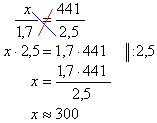 x/1,7 = 441/2,5
x · 2,5 = 1,7 · 441 ‖ :2,5
x = 1,7 · 441/2,5
x ≈ 300